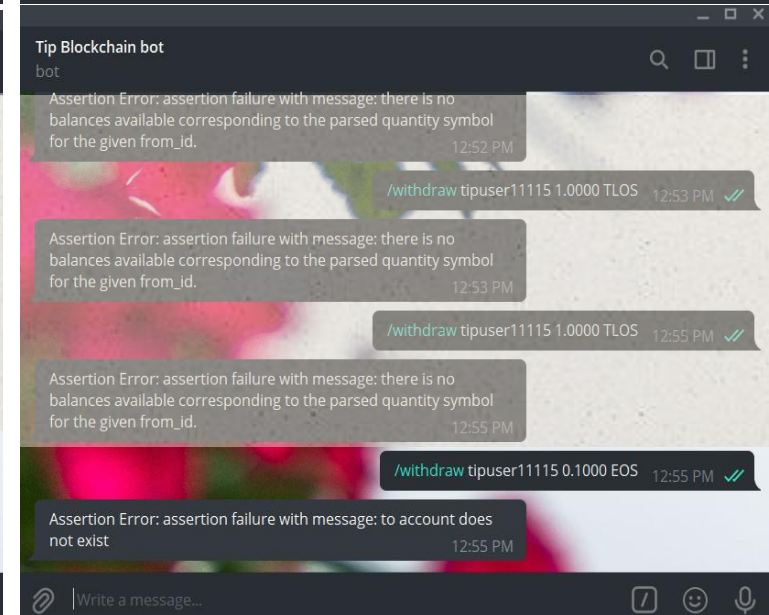 Tip Blockchain bot
bot
Assertion Error: assertion failure with message: there is no
balances available corresponding to the parsed quantity symbol
for the given from_id.
12:52 PM
/withdraw tipuser11115 1.0000 TLOS 12:53 PM
Assertion Error: assertion failure with message: there is no
balances available corresponding to the parsed quantity symbol
for the given from_id.
12:53 PM
/withdraw tipuser11115 1.0000 TLOS 12:55 PM
Assertion Error: assertion failure with message: there is no
balances available corresponding to the parsed quantity symbol
for the given from_id.
12:55 PM
/withdraw tipuser11115 0.1000 EOS 12:55 PM
Assertion Error: assertion failure with message: to account does
not exist
12:55 PM
Write a message...